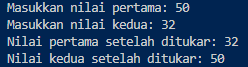 Masukkan nilai pertama: 50
Masukkan nilai kedua: 32
Nilai pertama setelah ditukar: 32
Nilai kedua setelah ditukar: 50